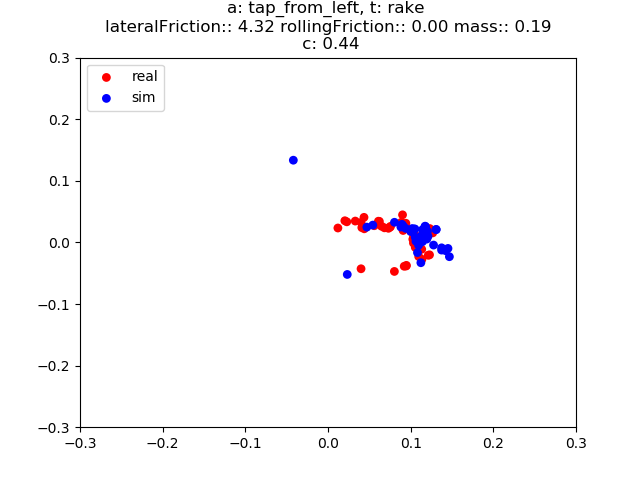 a: tap_from_left, t: rake
lateralFriction:: 4.32 rollingFriction:: 0.00 mass:: 0.19
c: 0.44
real
sim
0.3
0.2
0.1
0.0
−0.1
−0.2
−0.3
−0.3 −0.2 −0.1 0.0 0.1 0.2 0.3